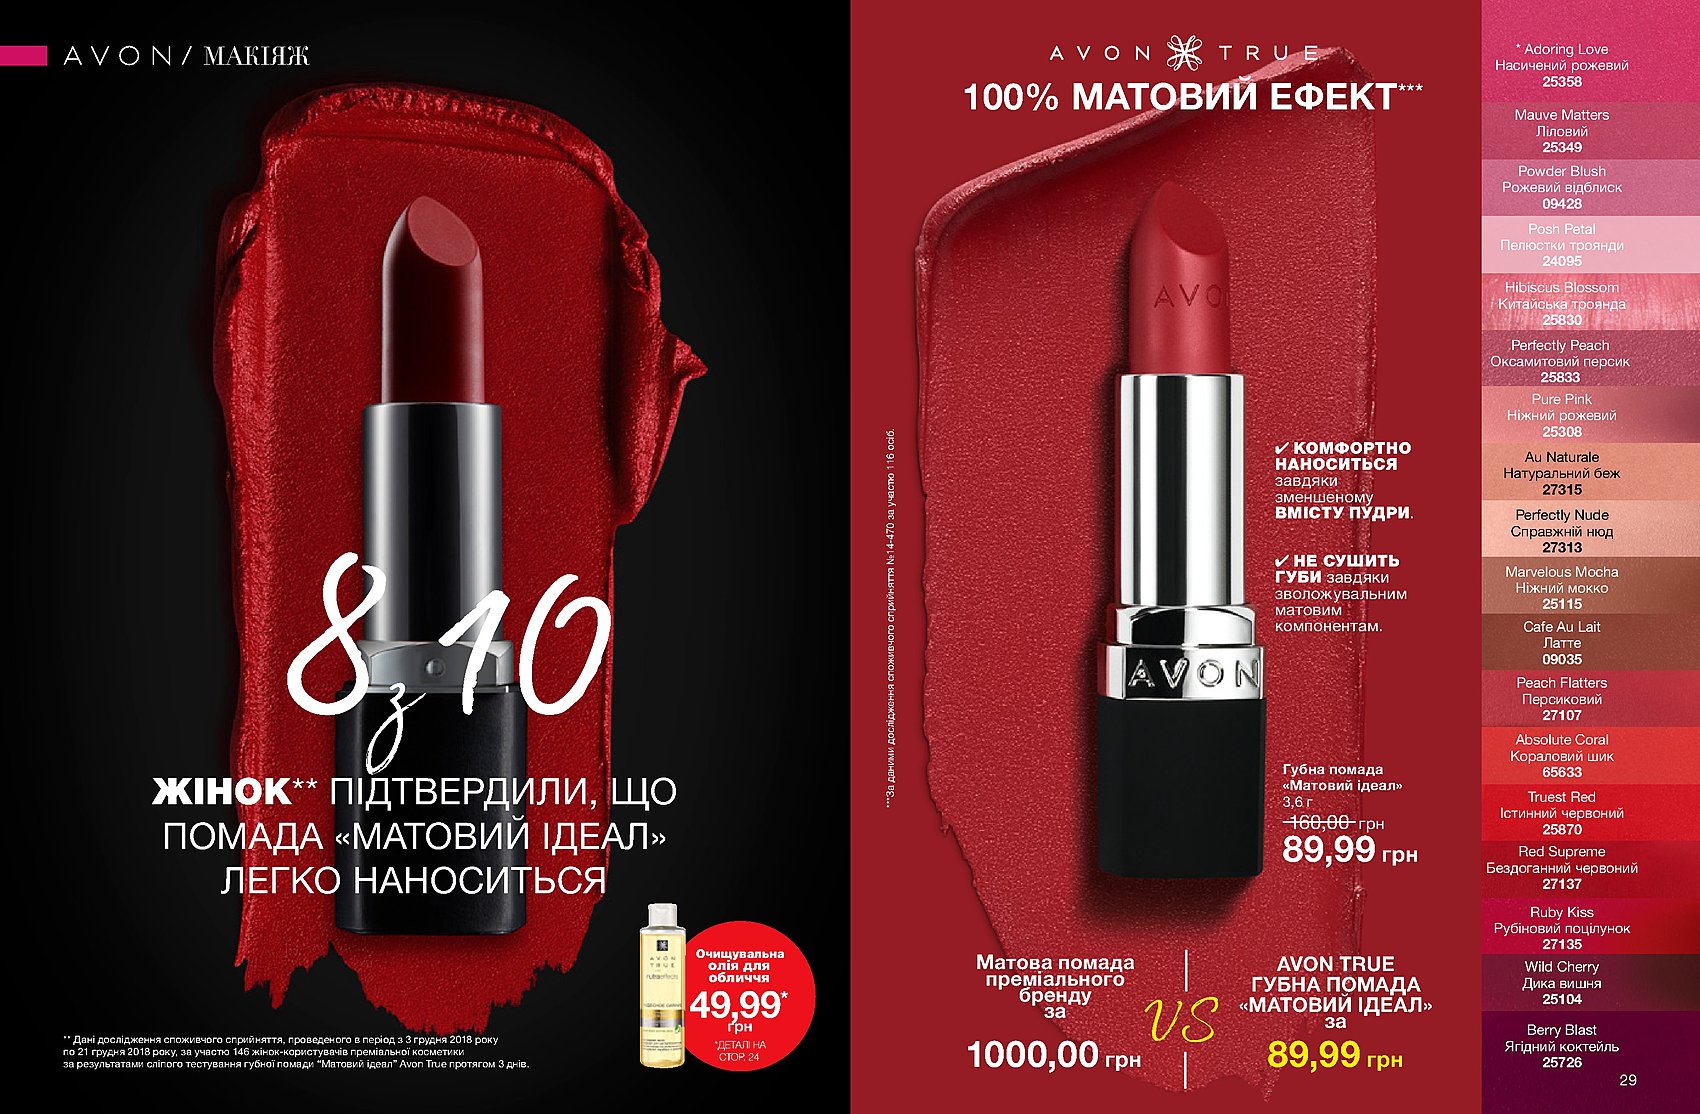 AVON/ МАКІЯЖ
8 з 10
ЖІНОК** ПІДТВЕРДИЛИ, ЩО
ПОМАДА «МАТОВИЙ ІДЕАЛ»
ЛЕГКО НАНОСИТЬСЯ
AVON
TRUE
nutraeffects
Очищувальна
олія для
обличчя
49,99*
грн
*ДЕТАЛІ НА
СТОР. 24
** Дані дослідження споживчого сприйняття, проведеного в період з 3 грудня 2018 року
по 21 грудня 2018 року, за участю 146 жінок-користувачів преміальної косметики
за результатами сліпого тестування губної помади “Матовий ідеал” Avon True протягом 3 днів.
AVON TRUE
100% МАТОВИЙ ЕФЕКТ***
AVO
✔ КОМФОРТНО
НАНОСИТЬСЯ
завдяки
зменшеному
ВМІСТУ ПУДРИ.
✔ НЕ СУШИТЬ
ГУБИ завдяки
зволожувальним
матовим
компонентам.
AVON
***За даними дослідження споживчого сприйняття №14-470 за участю 116 осіб.
Губна помада
«Матовий ідеал»
3,6 г
160,00 грн
89,99 грн
Матова помада
преміального
бренду
за
1000,00 грн
VS
AVON TRUE
ГУБНА ПОМАДА
«МАТОВИЙ ІДЕАЛ»
за
89,99 грн
* Adoring Love
Насичений рожевий
25358
Mauve Matters
Ліловий
25349
Powder Blush
Рожевий відблиск
09428
Posh Petal
Пелюстки троянди
24095
Hibiscus Blossom
Китайська троянда
25830
Perfectly Peach
Оксамитовий персик
25833
Pure Pink
Ніжний рожевий
25308
Au Naturale
Натуральний беж
27315
Perfectly Nude
Справжній нюд
27313
Marvelous Mocha
Ніжний мокко
25115
Cafe Au Lait
Латте
09035
Peach Flatters
Персиковий
27107
Absolute Coral
Кораловий шик
65633
Truest Red
Істинний червоний
25870
Red Supreme
Бездоганний червоний
27137
Ruby Kiss
Рубіновий поцілунок
27135
Wild Cherry
Дика вишня
25104
Berry Blast
Ягідний коктейль
25726
29